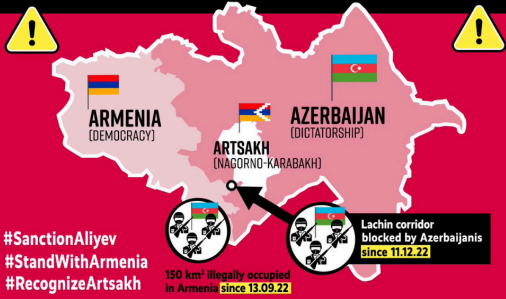 !
!
ARMENIA
(DEMOCRACY)
AZERBAIJAN
(DICTATORSHIP)
ARTSAKH
(NAGORNO-KARABAKH)
Lachin corridor
blocked by Azerbaijanis
since 11.12.22
#SanctionAliyev
#StandWithArmenia
#RecognizeArtsakh
150 km² illegally occupied
in Armenia since 13.09.22